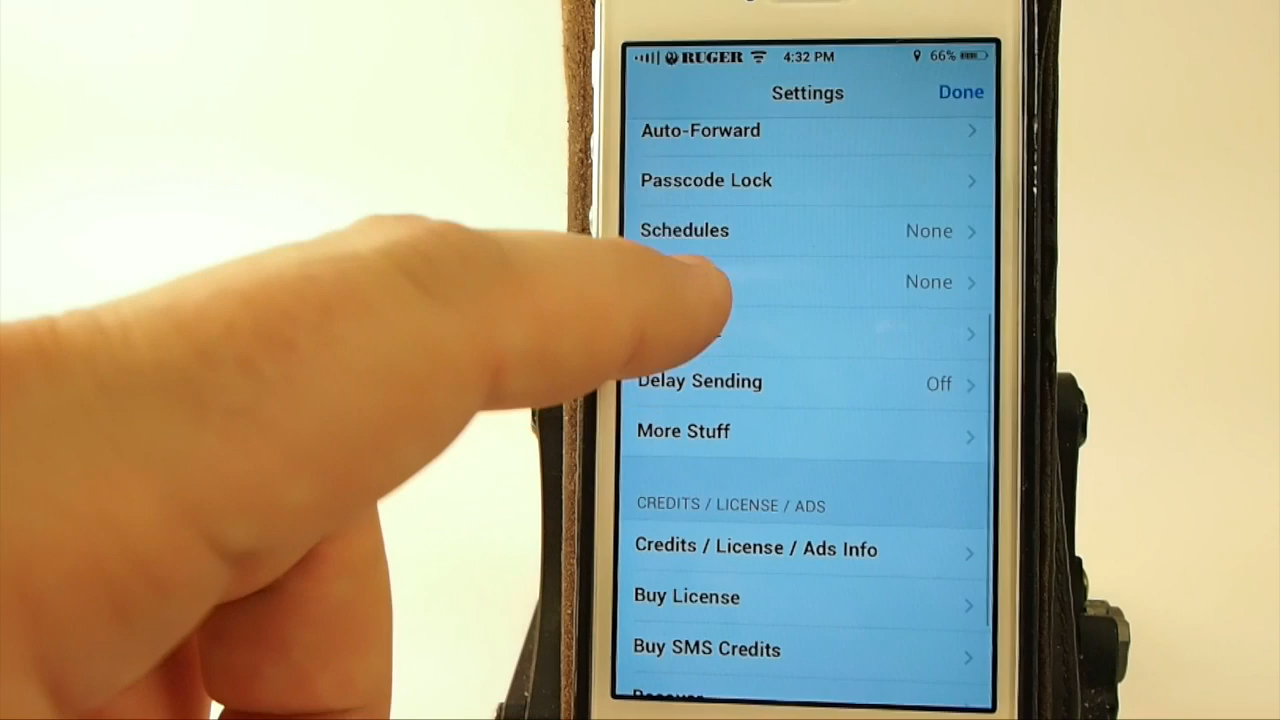 RUGER 4:32 PM 66%
Settings Done
Auto-Forward
Passcode Lock
Schedules None
None
Delay Sending Off
More Stuff
CREDITS / LICENSE / ADS
Credits / License / Ads Info
Buy License
Buy SMS Credits